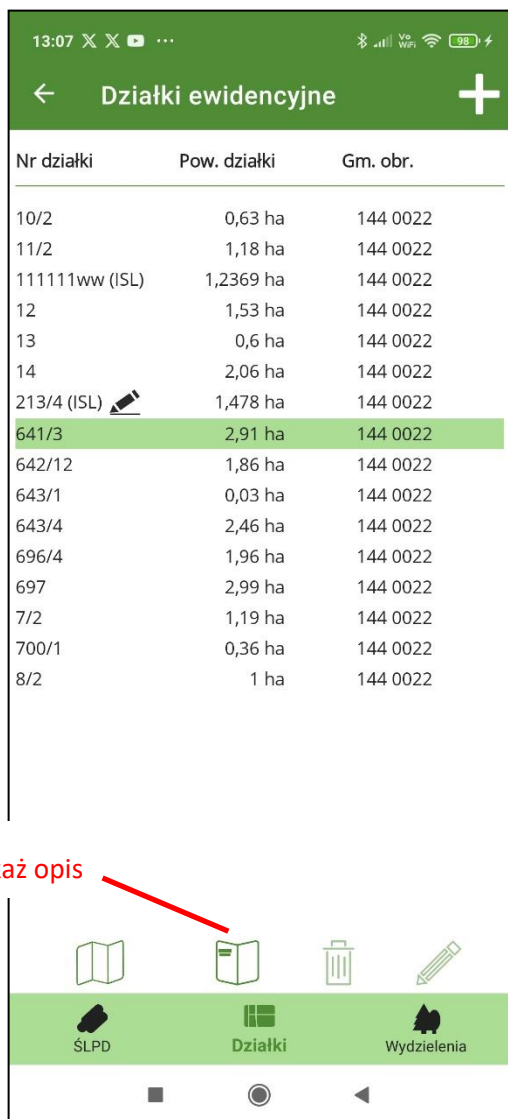 13:07 X X ...
Vo WiFi 98
Działki ewidencyjne
Nr działki Pow. działki Gm. obr.
10/2 0,63 ha 144 0022
11/2 1,18 ha 144 0022
111111ww (ISL) 1,2369 ha 144 0022
12 1,53 ha 144 0022
13 0,6 ha 144 0022
14 2,06 ha 144 0022
213/4 (ISL) 1,478 ha 144 0022
641/3 2,91 ha 144 0022
642/12 1,86 ha 144 0022
643/1 0,03 ha 144 0022
643/4 2,46 ha 144 0022
696/4 1,96 ha 144 0022
697 2,99 ha 144 0022
7/2 1,19 ha 144 0022
700/1 0,36 ha 144 0022
8/2 1 ha 144 0022
aż opis
ŚLPD Działki Wydzielenia